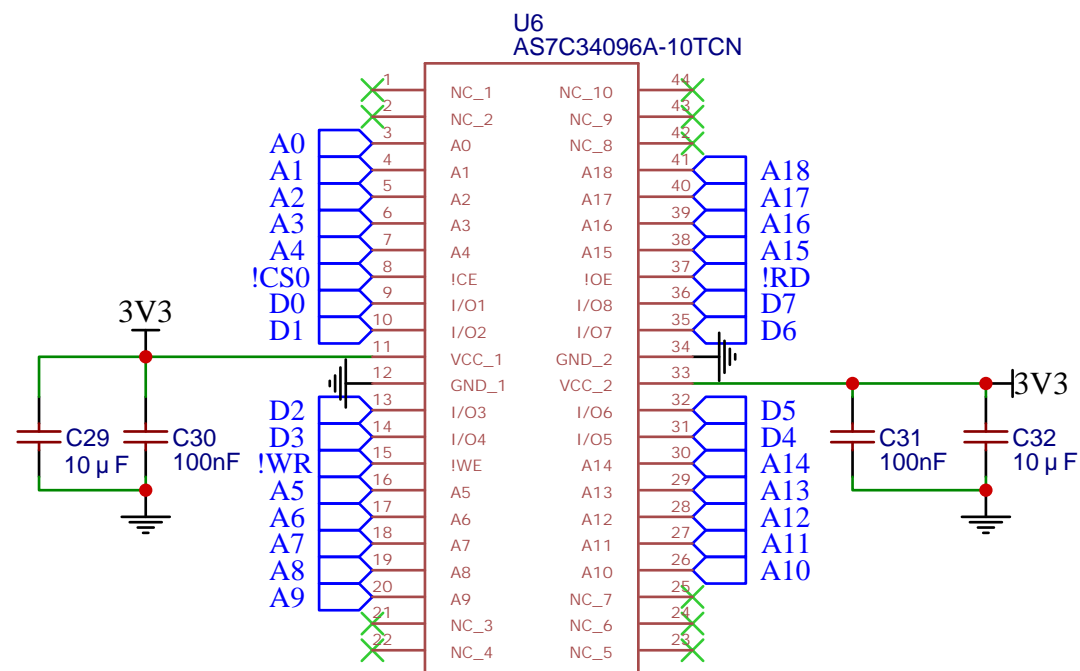 U6
AS7C34096A-10TCN
1 NC_1 NC_10 44
2 NC_2 NC_9 43
A0 3 A0 NC_8 42
A1 4 A1 A18 41 A18
A2 5 A2 A17 40 A17
A3 6 A3 A16 39 A16
A4 7 A4 A15 38 A15
!CS0 8 !CE !OE 37 !RD
D0 9 I/O1 I/O8 36 D7
3V3 D1 10 I/O2 I/O7 35 D6
11 VCC_1 GND_2 34
12 GND_1 VCC_2 33 3V3
D2 13 I/O3 I/O6 32 D5
C29 C30 D3 14 I/O4 I/O5 31 D4 C31 C32
10 µ F 100nF !WR 15 !WE A14 30 A14 100nF 10 µ F
A5 16 A5 A13 29 A13
A6 17 A6 A12 28 A12
A7 18 A7 A11 27 A11
A8 19 A8 A10 26 A10
A9 20 A9 NC_7 25
21 NC_3 NC_6 24
22 NC_4 NC_5 23